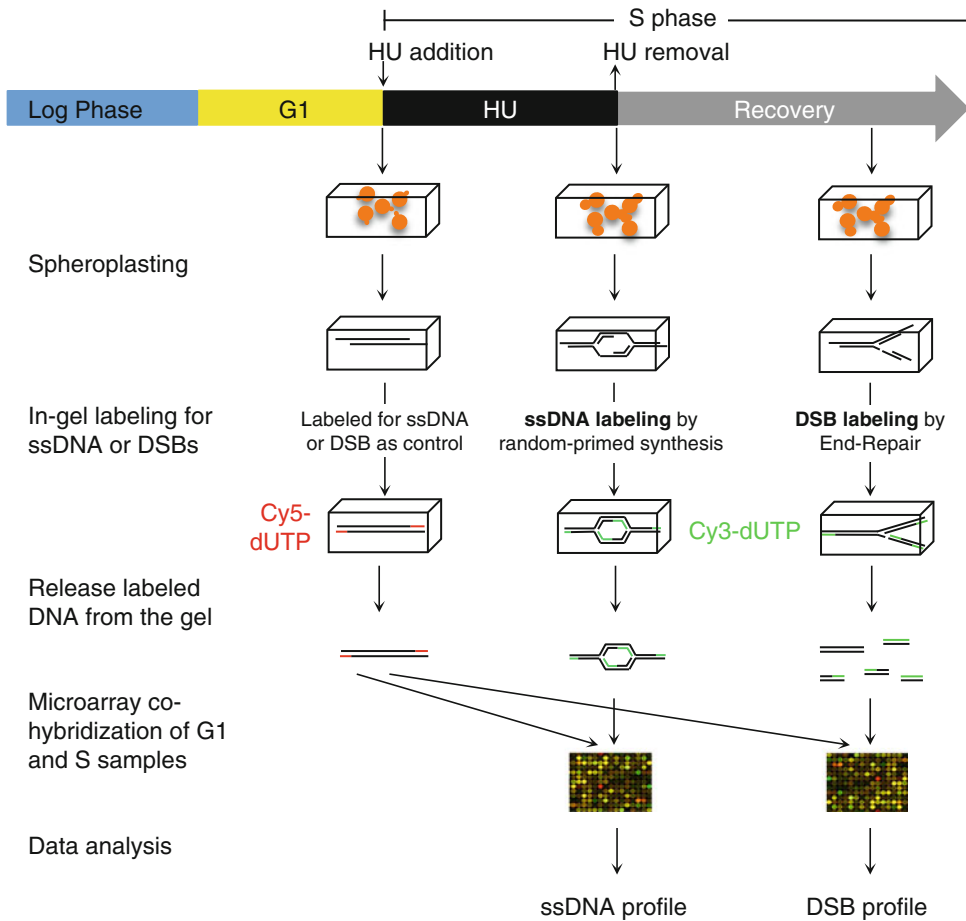 S phase
HU addition
HU removal
Log Phase
G1
HU
Recovery
Spheroplasting
In-gel labeling for
ssDNA or DSBs
Labeled for ssDNA
or DSB as control
ssDNA labeling by
random-primed synthesis
DSB labeling by
End-Repair
Cy5-
dUTP
Cy3-dUTP
Release labeled
DNA from the gel
Microarray co-
hybridization of G1
and S samples
Data analysis
ssDNA profile
DSB profile